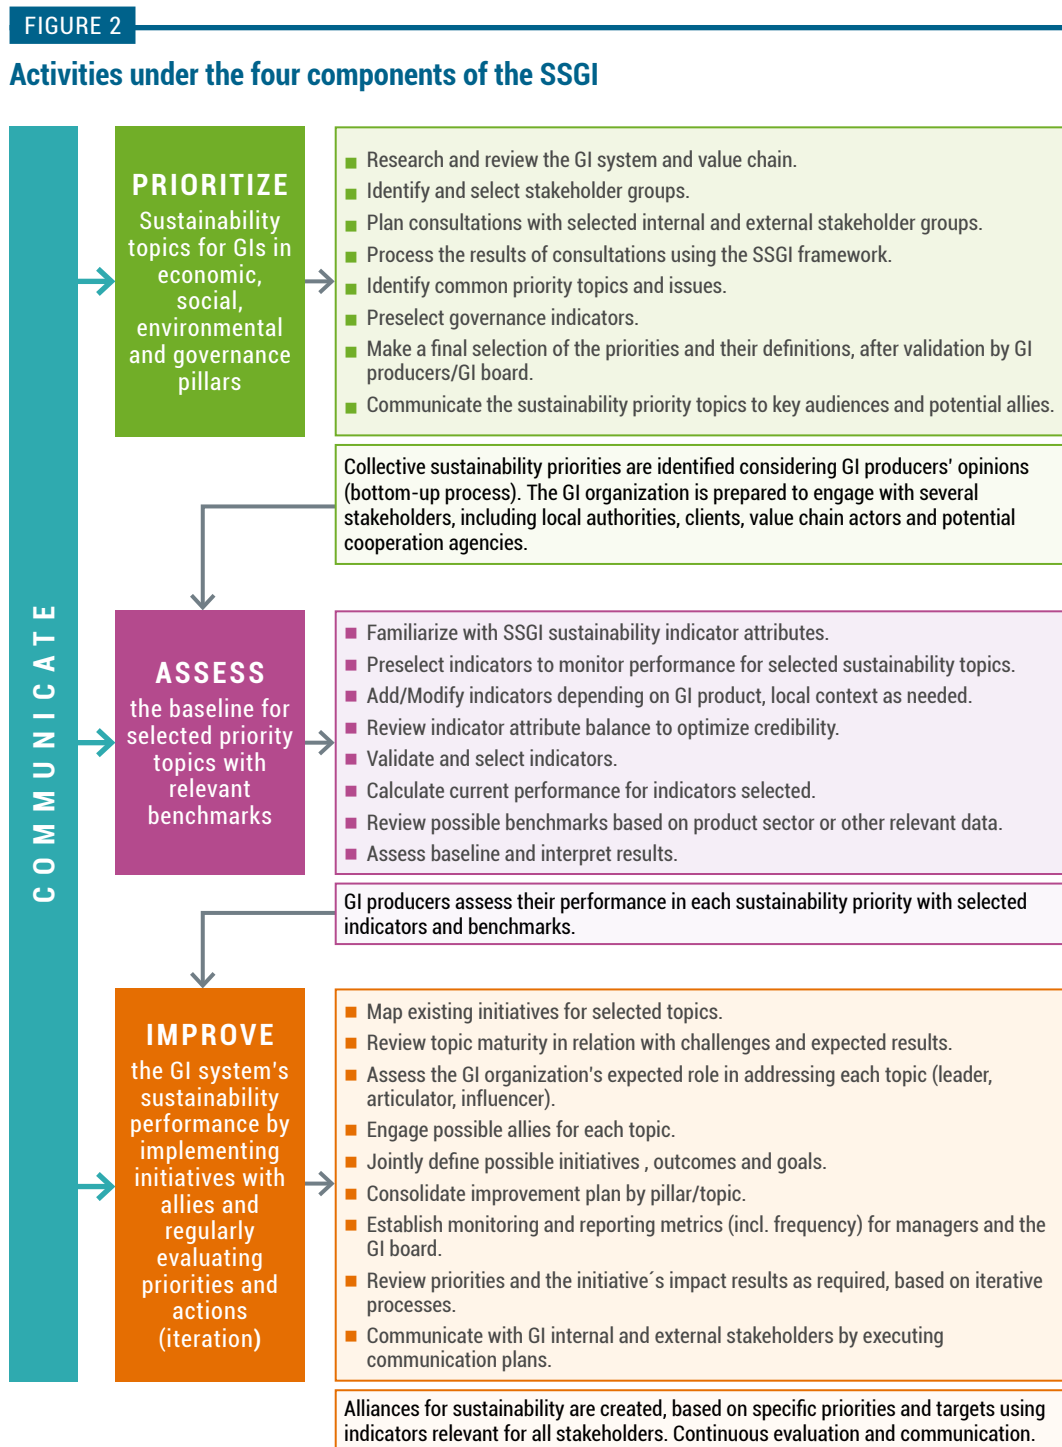 FIGURE 2
Activities under the four components of the SSGI
COMMUNICATE
PRIORITIZE
Sustainability
topics for GIs in
economic,
social,
environmental
and governance
pillars
■ Research and review the GI system and value chain.
■ Identify and select stakeholder groups.
■ Plan consultations with selected internal and external stakeholder groups.
■ Process the results of consultations using the SSGI framework.
■ Identify common priority topics and issues.
■ Preselect governance indicators.
■ Make a final selection of the priorities and their definitions, after validation by GI
producers/GI board.
■ Communicate the sustainability priority topics to key audiences and potential allies.
Collective sustainability priorities are identified considering GI producers' opinions
(bottom-up process). The GI organization is prepared to engage with several
stakeholders, including local authorities, clients, value chain actors and potential
cooperation agencies.
ASSESS
the baseline for
selected priority
topics with
relevant
benchmarks
■ Familiarize with SSGI sustainability indicator attributes.
■ Preselect indicators to monitor performance for selected sustainability topics.
■ Add/Modify indicators depending on GI product, local context as needed.
■ Review indicator attribute balance to optimize credibility.
■ Validate and select indicators.
■ Calculate current performance for indicators selected.
■ Review possible benchmarks based on product sector or other relevant data.
■ Assess baseline and interpret results.
GI producers assess their performance in each sustainability priority with selected
indicators and benchmarks.
IMPROVE
the GI system's
sustainability
performance by
implementing
initiatives with
allies and
regularly
evaluating
priorities and
actions
(iteration)
■ Map existing initiatives for selected topics.
■ Review topic maturity in relation with challenges and expected results.
■ Assess the GI organization's expected role in addressing each topic (leader,
articulator, influencer).
■ Engage possible allies for each topic.
■ Jointly define possible initiatives , outcomes and goals.
■ Consolidate improvement plan by pillar/topic.
■ Establish monitoring and reporting metrics (incl. frequency) for managers and the
GI board.
■ Review priorities and the initiative´s impact results as required, based on iterative
processes.
■ Communicate with GI internal and external stakeholders by executing
communication plans.
Alliances for sustainability are created, based on specific priorities and targets using
indicators relevant for all stakeholders. Continuous evaluation and communication.